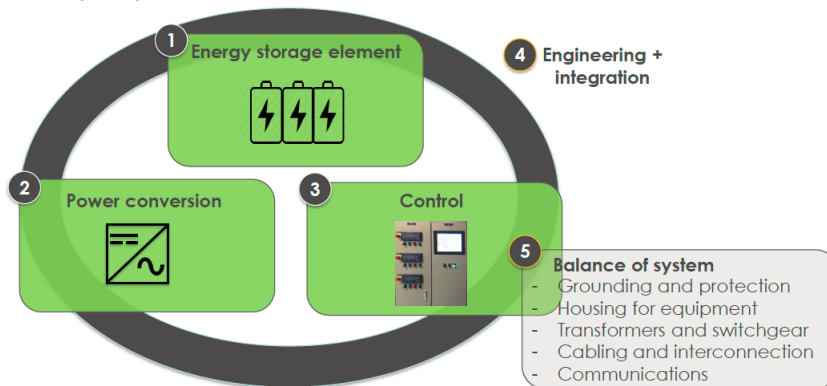 1
Energy storage element
4
Engineering +
integration
2
Power conversion
3
Control
5
Balance of system
- Grounding and protection
- Housing for equipment
- Transformers and switchgear
- Cabling and interconnection
- Communications